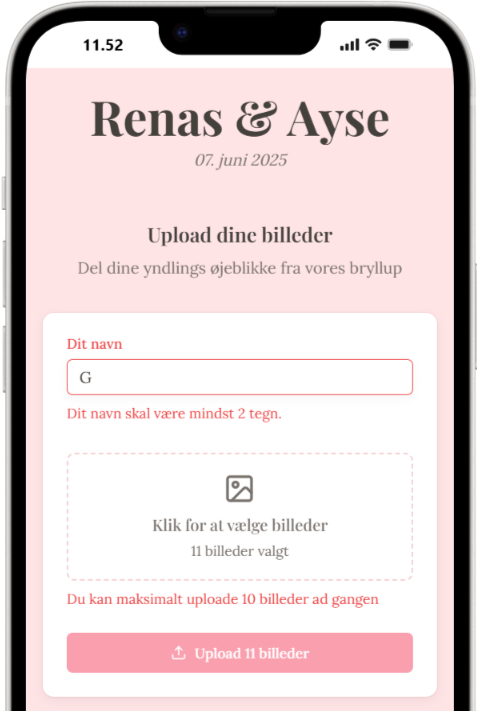 11.52
Renas & Ayse
07. juni 2025
Upload dine billeder
Del dine yndlings øjeblikke fra vores bryllup
Dit navn
G
Dit navn skal være mindst 2 tegn.
Klik for at vælge billeder
11 billeder valgt
Du kan maksimalt uploade 10 billeder ad gangen
Upload 11 billeder